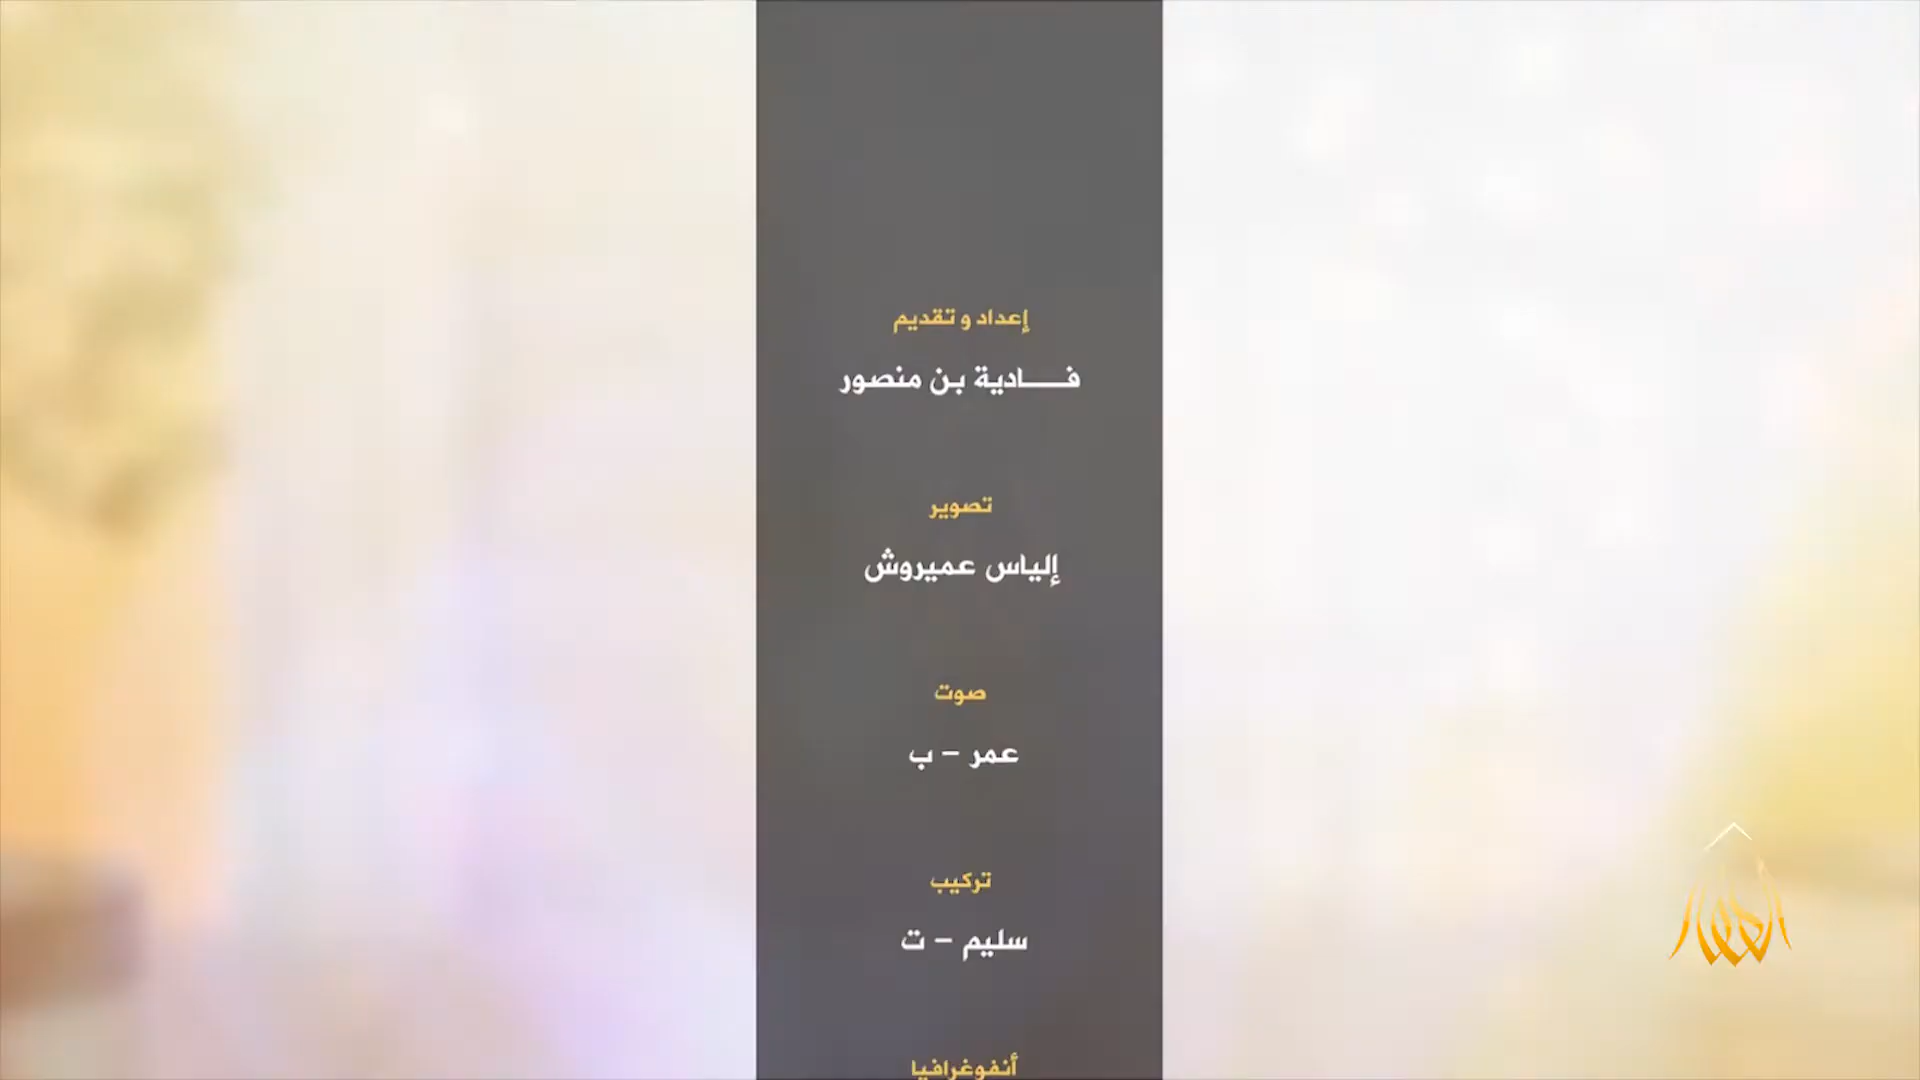 إعداد و تقديم
فـــادية بن منصور
تصوير
إلياس عميروش
صوت
عمر – ب
تركيب
سليم – ت
أنفوغرافيا